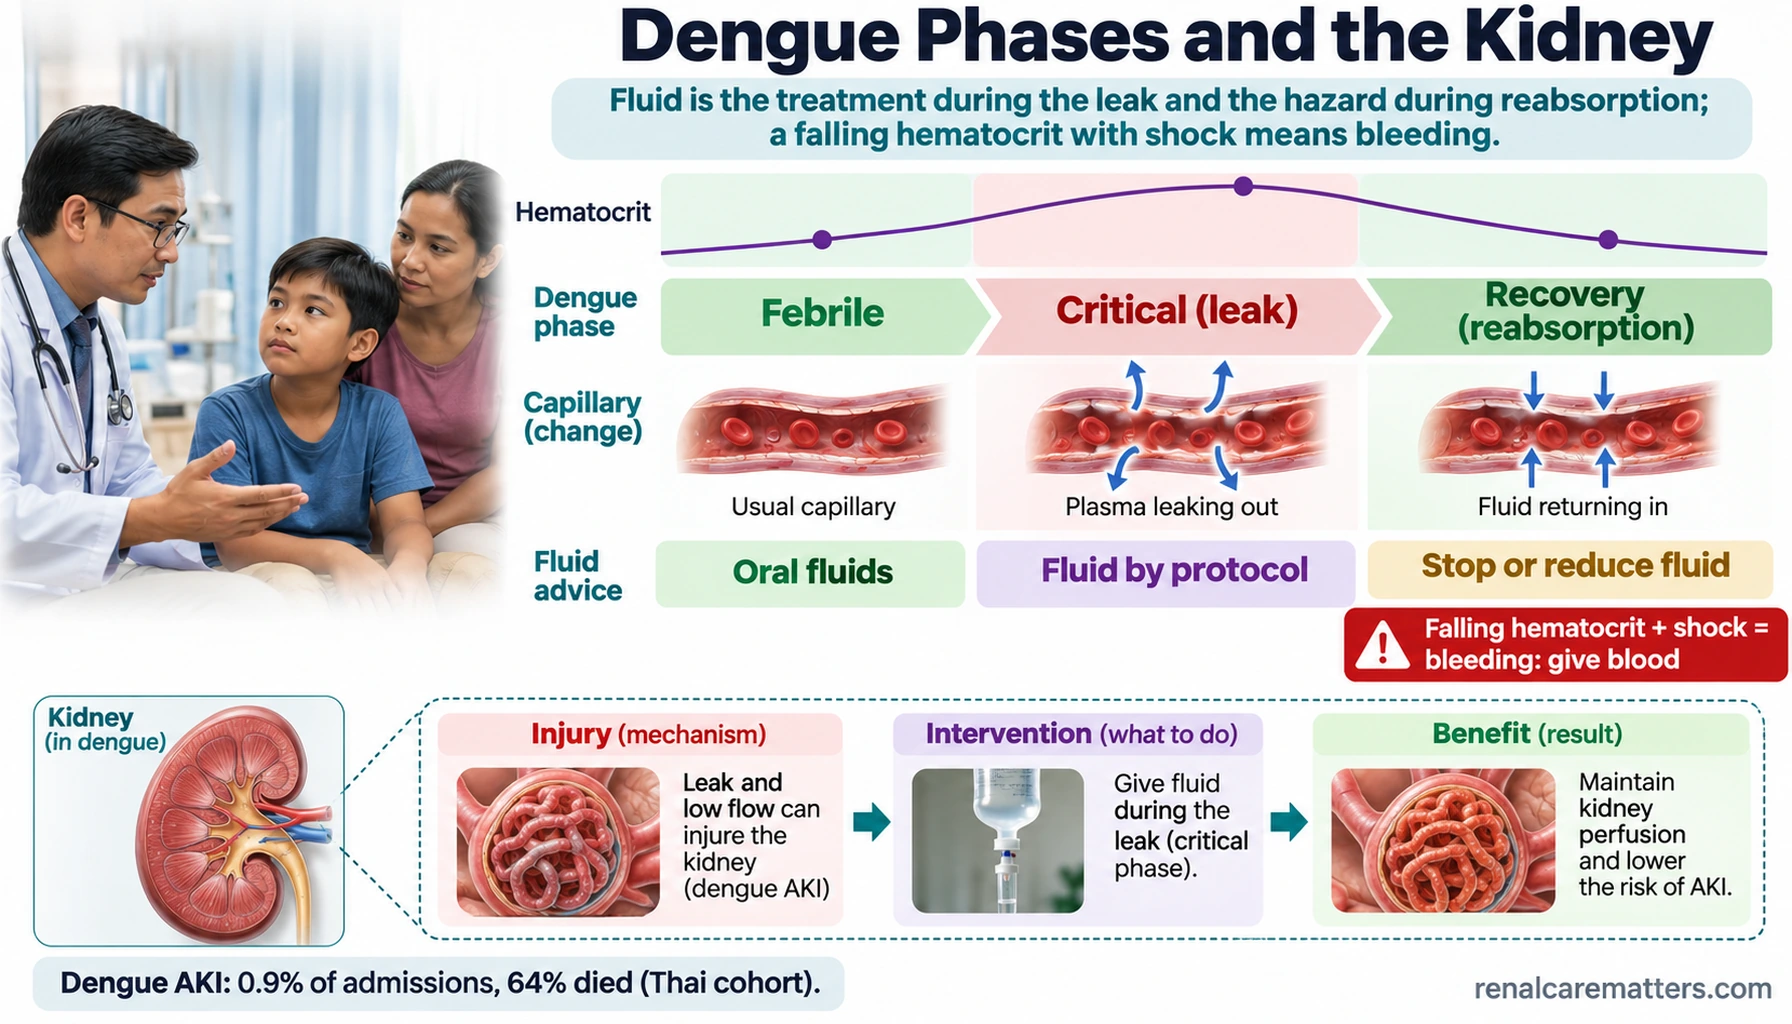 Dengue Phases and the Kidney
Fluid is the treatment during the leak and the hazard during reabsorption;
a falling hematocrit with shock means bleeding.
Hematocrit
Dengue
phase
Febrile
Critical (leak)
Recovery
(reabsorption)
Capillary
(change)
Usual capillary
Plasma leaking out
Fluid returning in
Fluid
advice
Oral fluids
Fluid by protocol
Stop or reduce fluid
Falling hematocrit + shock =
bleeding: give blood
Kidney
(in dengue)
Injury (mechanism)
Leak and
low flow can
injure the
kidney
(dengue AKI)
Intervention (what to do)
Give fluid
during the
leak (critical
phase).
Benefit (result)
Maintain
kidney
perfusion
and lower
the risk of AKI.
Dengue AKI: 0.9% of admissions, 64% died (Thai cohort).
renalcarematters.com